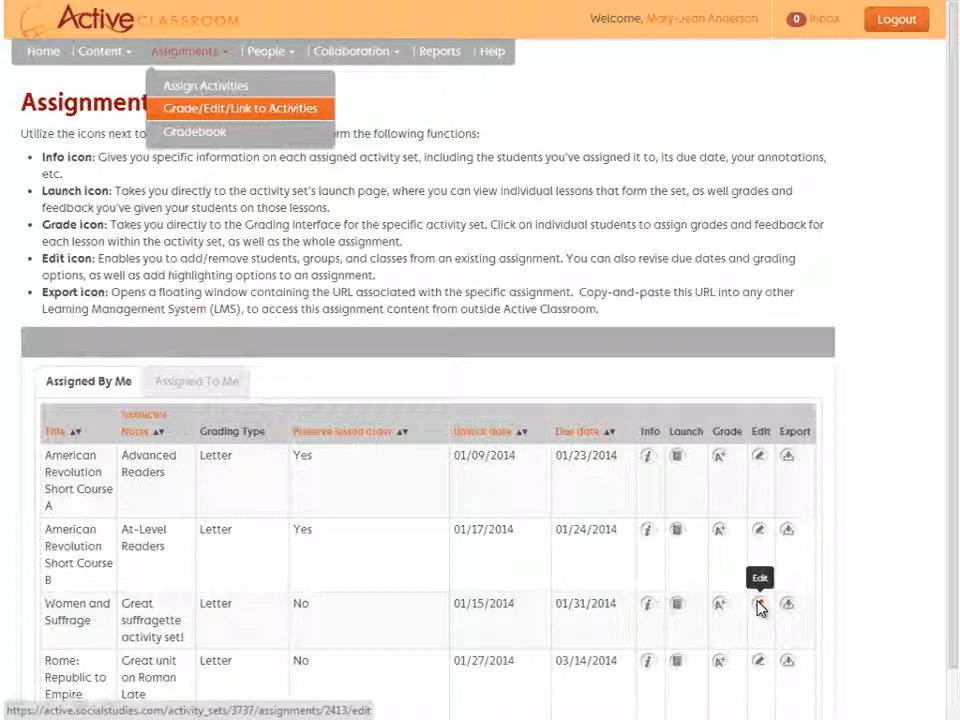 Active CLASSROOM
Welcome, Mary-Jean Anderson
0 Inbox
Logout
Home | Content | Assignments | People | Collaboration | Reports | Help
Assign Activities
Grade/Edit/Link to Activities
Gradebook
Assignment
Utilize the icons next to rm the following functions:
• Info icon: Gives you specific information on each assigned activity set, including the students you've assigned it to, its due date, your annotations,
etc.
• Launch icon: Takes you directly to the activity set's launch page, where you can view individual lessons that form the set, as well grades and
feedback you've given your students on those lessons.
• Grade icon: Takes you directly to the Grading Interface for the specific activity set. Click on individual students to assign grades and feedback for
each lesson within the activity set, as well as the whole assignment.
• Edit icon: Enables you to add/remove students, groups, and classes from an existing assignment. You can also revise due dates and grading
options, as well as add highlighting options to an assignment.
• Export icon: Opens a floating window containing the URL associated with the specific assignment. Copy-and-paste this URL into any other
Learning Management System (LMS), to access this assignment content from outside Active Classroom.
Assigned By Me Assigned To Me
Title Instructor Notes Grading Type Preserve lesson order Unlock date Due date Info Launch Grade Edit Export
American Advanced Letter Yes 01/09/2014 01/23/2014
Revolution Readers
Short Course
A
American At-Level Letter Yes 01/17/2014 01/24/2014
Revolution Readers
Short Course
B
Edit
Women and Great Letter No 01/15/2014 01/31/2014
Suffrage suffragette
activity set!
Rome: Great unit Letter No 01/27/2014 03/14/2014
Republic to on Roman
Empire Late
https://active.socialstudies.com/activity_sets/3737/assignments/2413/edit